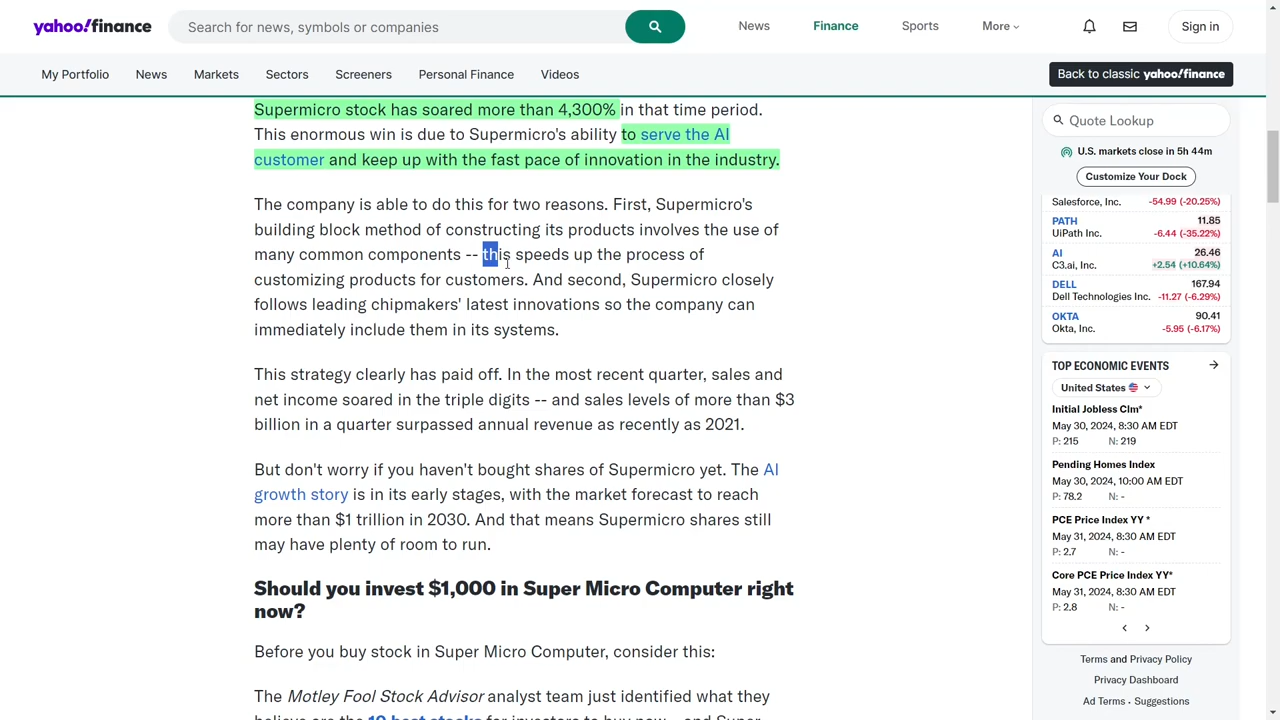 yahoo!finance
Search for news, symbols or companies
News
Finance
Sports
More
Sign in
My Portfolio
News
Markets
Sectors
Screeners
Personal Finance
Videos
Back to classic yahoo!finance
Supermicro stock has soared more than 4,300% in that time period.
This enormous win is due to Supermicro's ability to serve the AI
customer and keep up with the fast pace of innovation in the industry.
The company is able to do this for two reasons. First, Supermicro's
building block method of constructing its products involves the use of
many common components -- this speeds up the process of
customizing products for customers. And second, Supermicro closely
follows leading chipmakers' latest innovations so the company can
immediately include them in its systems.
This strategy clearly has paid off. In the most recent quarter, sales and
net income soared in the triple digits -- and sales levels of more than $3
billion in a quarter surpassed annual revenue as recently as 2021.
But don't worry if you haven't bought shares of Supermicro yet. The AI
growth story is in its early stages, with the market forecast to reach
more than $1 trillion in 2030. And that means Supermicro shares still
may have plenty of room to run.
Should you invest $1,000 in Super Micro Computer right
now?
Before you buy stock in Super Micro Computer, consider this:
The Motley Fool Stock Advisor analyst team just identified what they
believe are the 10 best stocks for investors to buy now... and Super
Quote Lookup
U.S. markets close in 5h 44m
Customize Your Dock
Salesforce, Inc. -54.99 (-20.25%)
PATH 11.85
UiPath Inc. -6.44 (-35.22%)
AI 26.46
C3.ai, Inc. +2.54 (+10.64%)
DELL 167.94
Dell Technologies Inc. -11.27 (-6.29%)
OKTA 90.41
Okta, Inc. -5.95 (-6.17%)
TOP ECONOMIC EVENTS
United States
Initial Jobless Clm*
May 30, 2024, 8:30 AM EDT
P: 215 N: 219
Pending Homes Index
May 30, 2024, 10:00 AM EDT
P: 78.2 N: -
PCE Price Index YY *
May 31, 2024, 8:30 AM EDT
P: 2.7 N: -
Core PCE Price Index YY*
May 31, 2024, 8:30 AM EDT
P: 2.8 N: -
Terms and Privacy Policy
Privacy Dashboard
Ad Terms • Suggestions